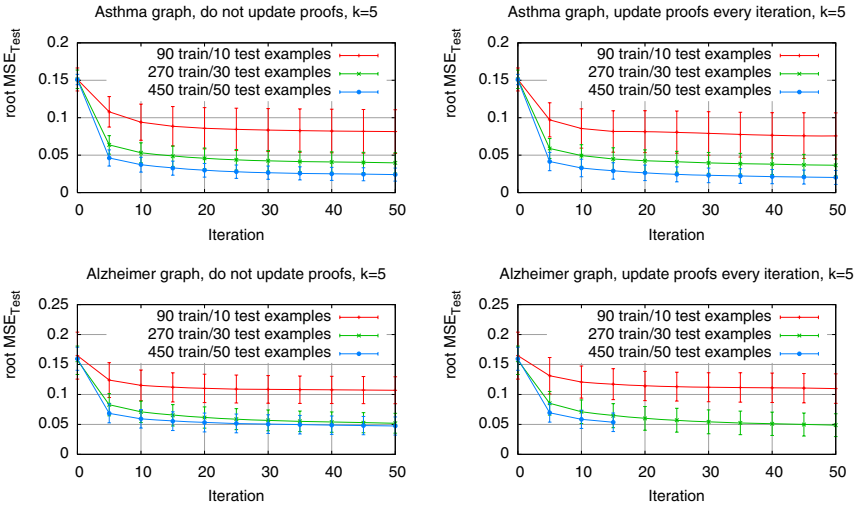 Asthma graph, do not update proofs, k=5
root MSE_Test
0.2
0.15
0.1
0.05
0
90 train/10 test examples
270 train/30 test examples
450 train/50 test examples
0 10 20 30 40 50
Iteration
Asthma graph, update proofs every iteration, k=5
root MSE_Test
0.2
0.15
0.1
0.05
0
90 train/10 test examples
270 train/30 test examples
450 train/50 test examples
0 10 20 30 40 50
Iteration
Alzheimer graph, do not update proofs, k=5
root MSE_Test
0.25
0.2
0.15
0.1
0.05
0
90 train/10 test examples
270 train/30 test examples
450 train/50 test examples
0 10 20 30 40 50
Iteration
Alzheimer graph, update proofs every iteration, k=5
root MSE_Test
0.25
0.2
0.15
0.1
0.05
0
90 train/10 test examples
270 train/30 test examples
450 train/50 test examples
0 10 20 30 40 50
Iteration